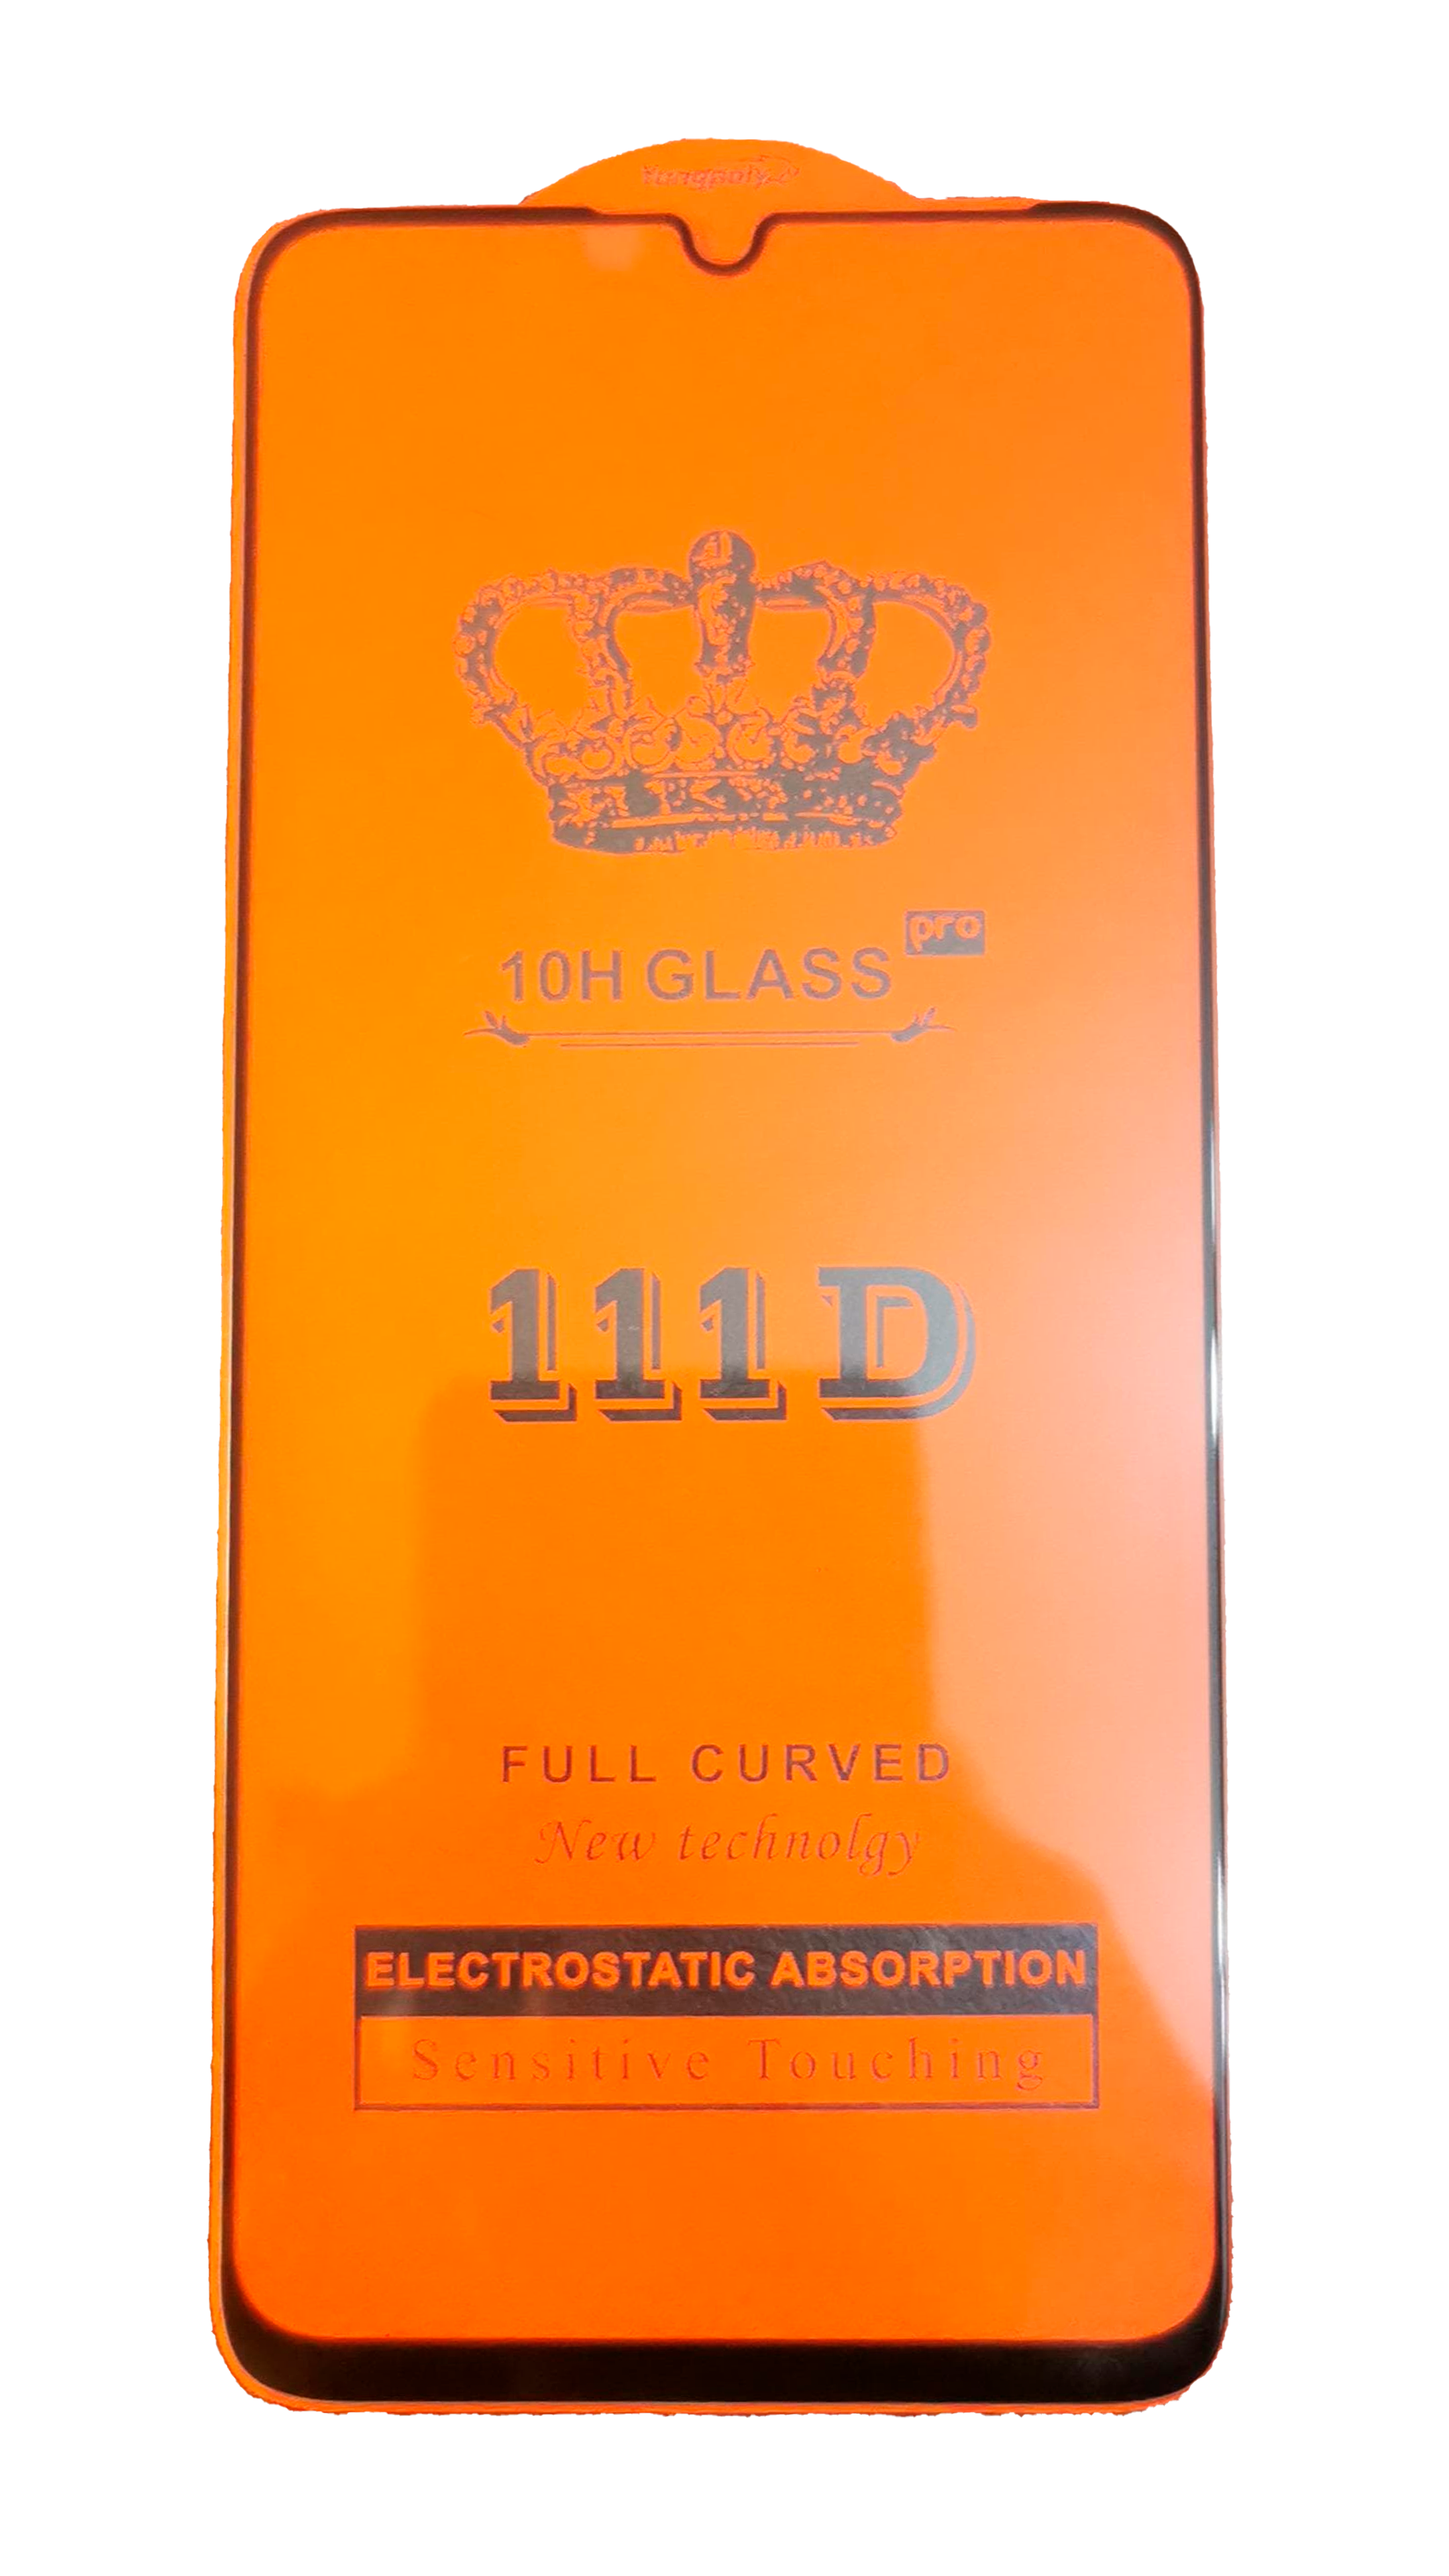 pro
10H GLASS
111D
FULL CURVED
New technolgy
ELECTROSTATIC ABSORPTION
Sensitive Touching